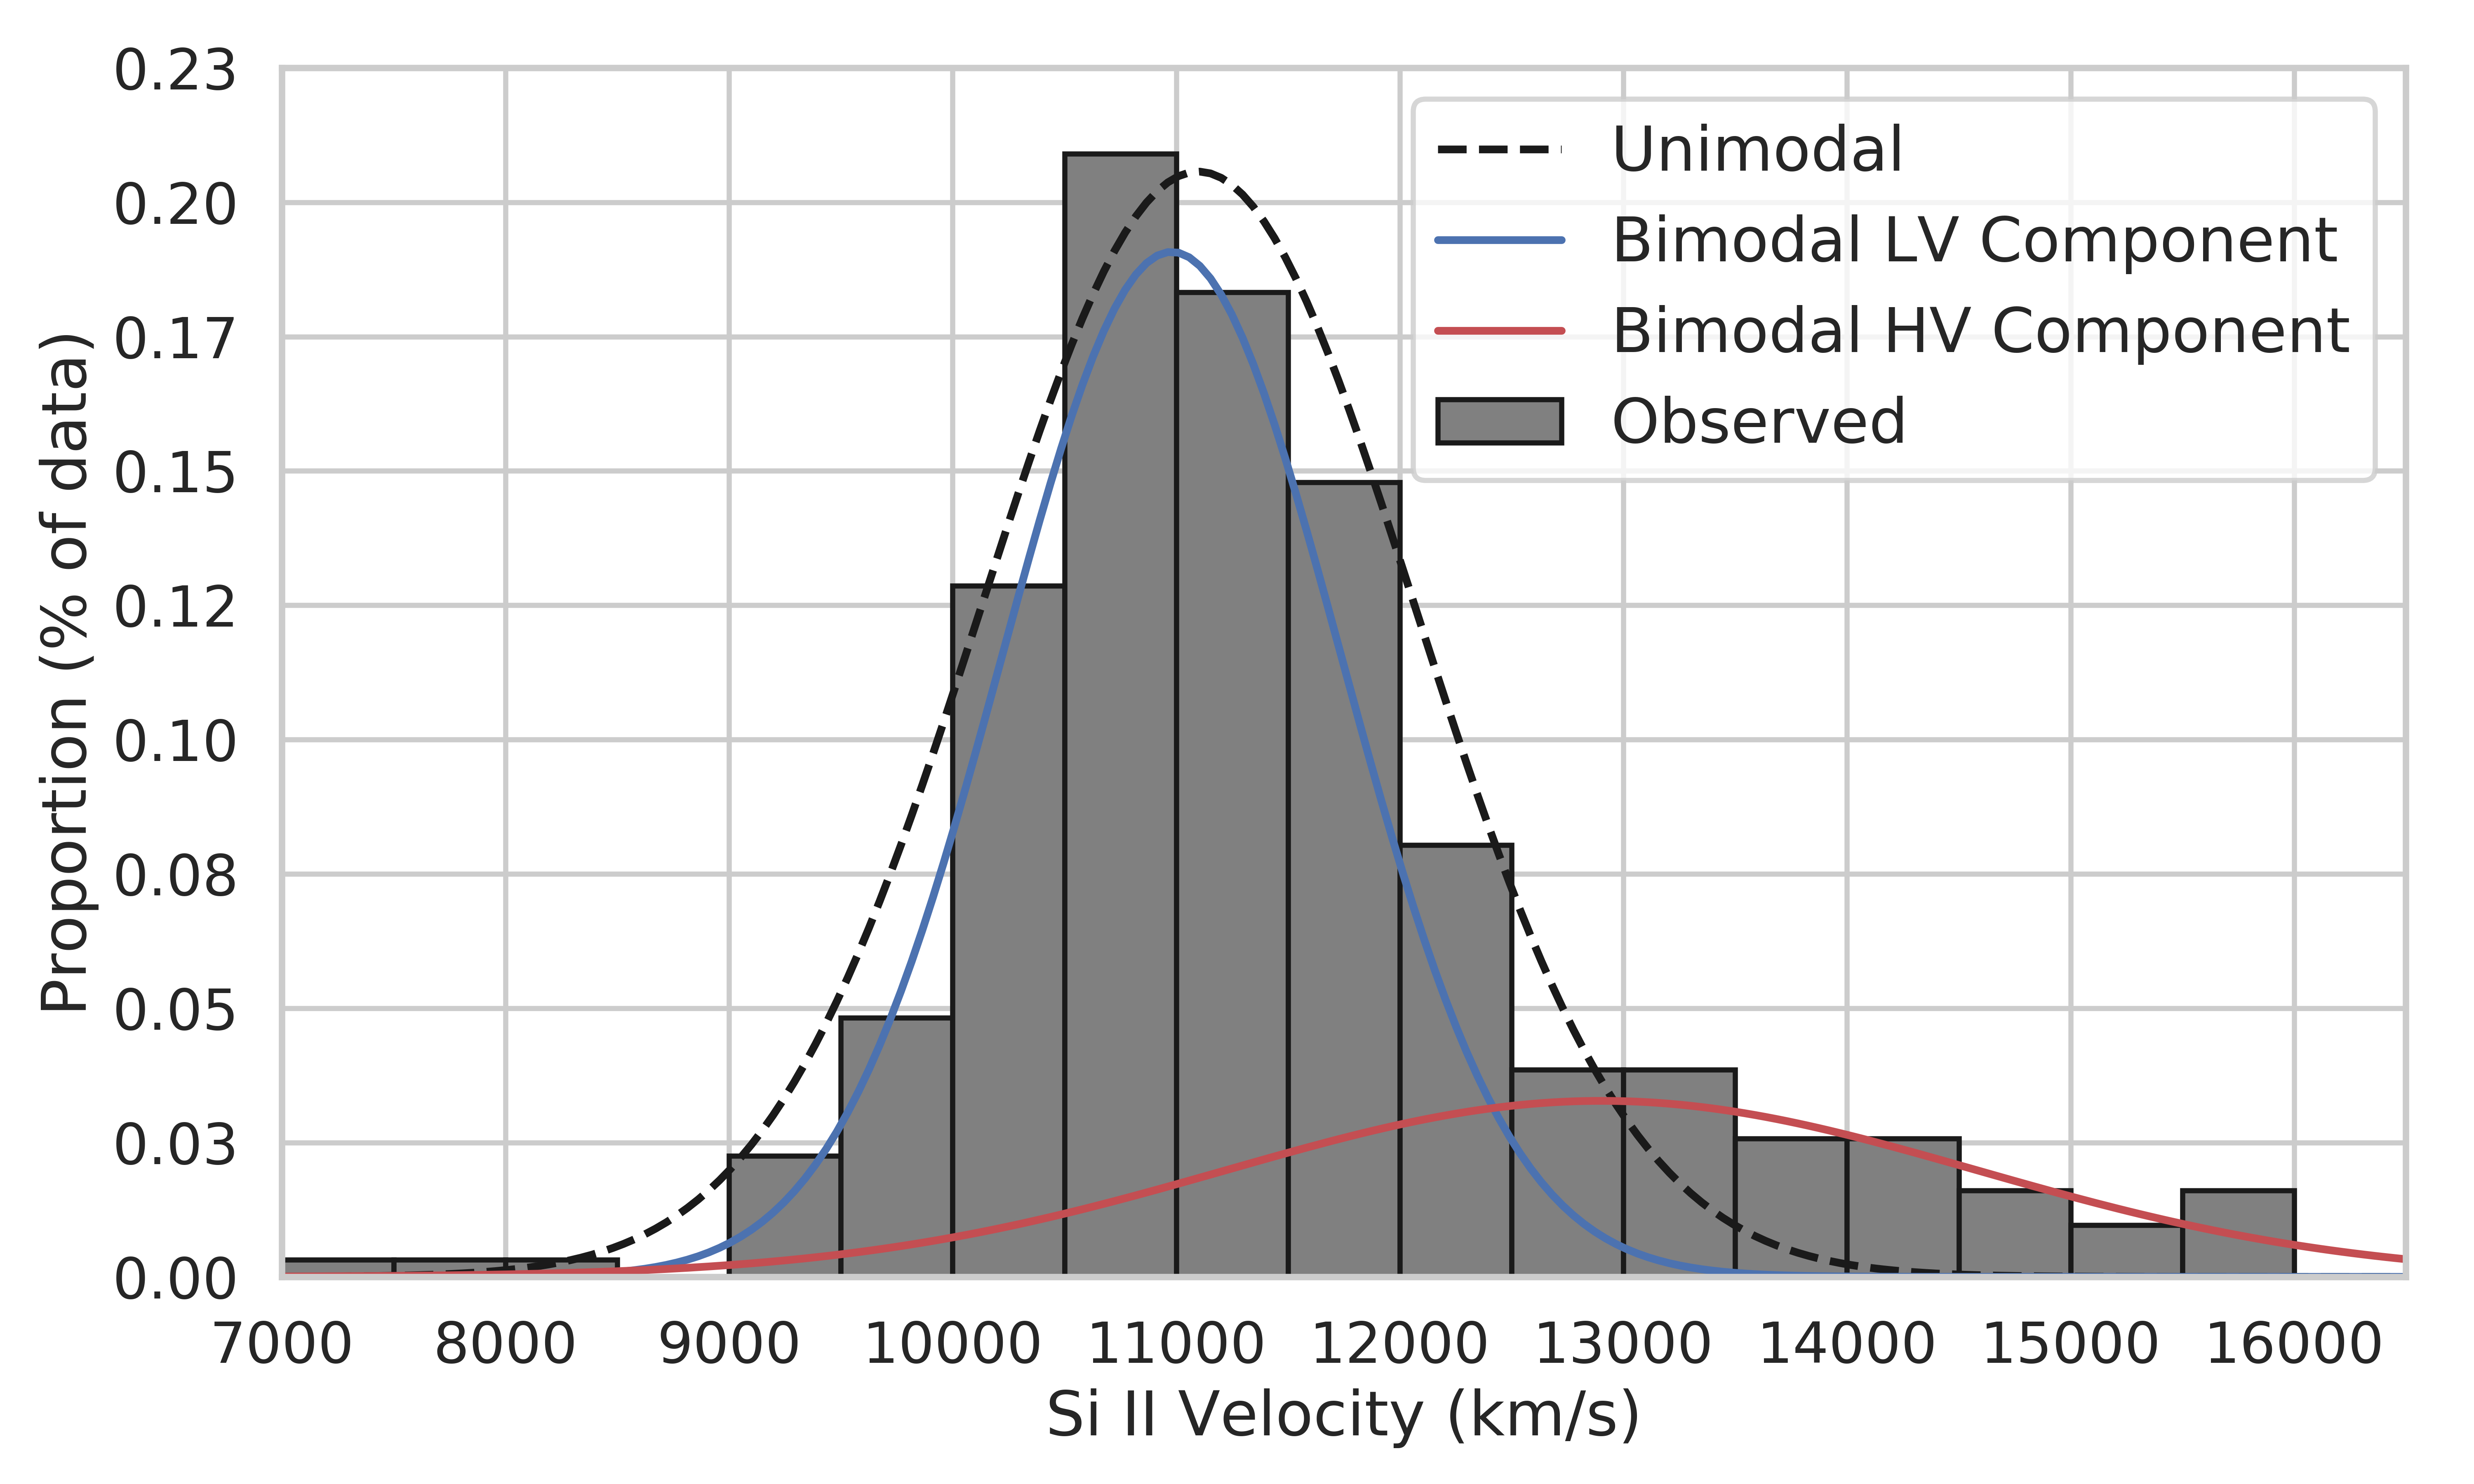 0.23
0.20
0.17
0.15
0.12
0.10
0.08
0.05
0.03
0.00
Proportion (% of data)
Unimodal
Bimodal LV Component
Bimodal HV Component
Observed
7000 8000 9000 10000 11000 12000 13000 14000 15000 16000
Si II Velocity (km/s)